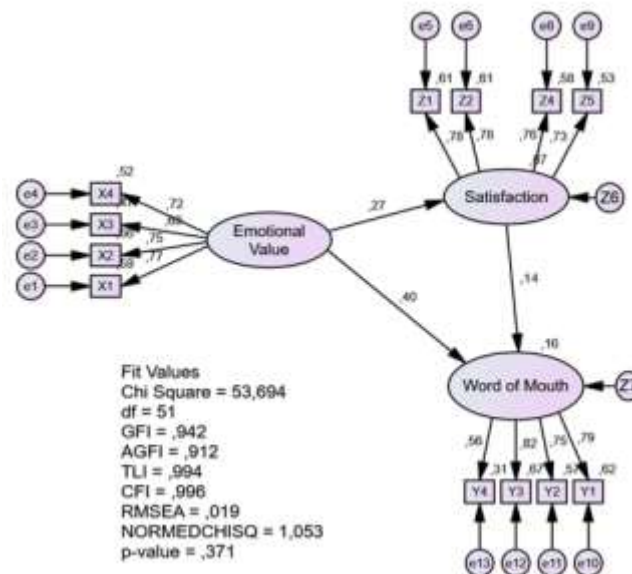 e5 e6 e8 e9
,61 ,61 ,58 ,53
Z1 Z2 Z4 Z5
,78 ,78 ,76 ,73
Satisfaction
Z6
,52
e4 X4
,72
e3 X3
e2 X2
,75
e1 X1
,77
Emotional
Value
,27
,40
,14
,16
Word of Mouth
,56 ,82 ,75 ,79
,31 ,67 ,57 ,62
Y4 Y3 Y2 Y1
e13 e12 e11 e10
Fit Values
Chi Square = 53,694
df = 51
GFI = ,942
AGFI = ,912
TLI = ,994
CFI = ,996
RMSEA = ,019
NORMEDCHISQ = 1,053
p-value = ,371